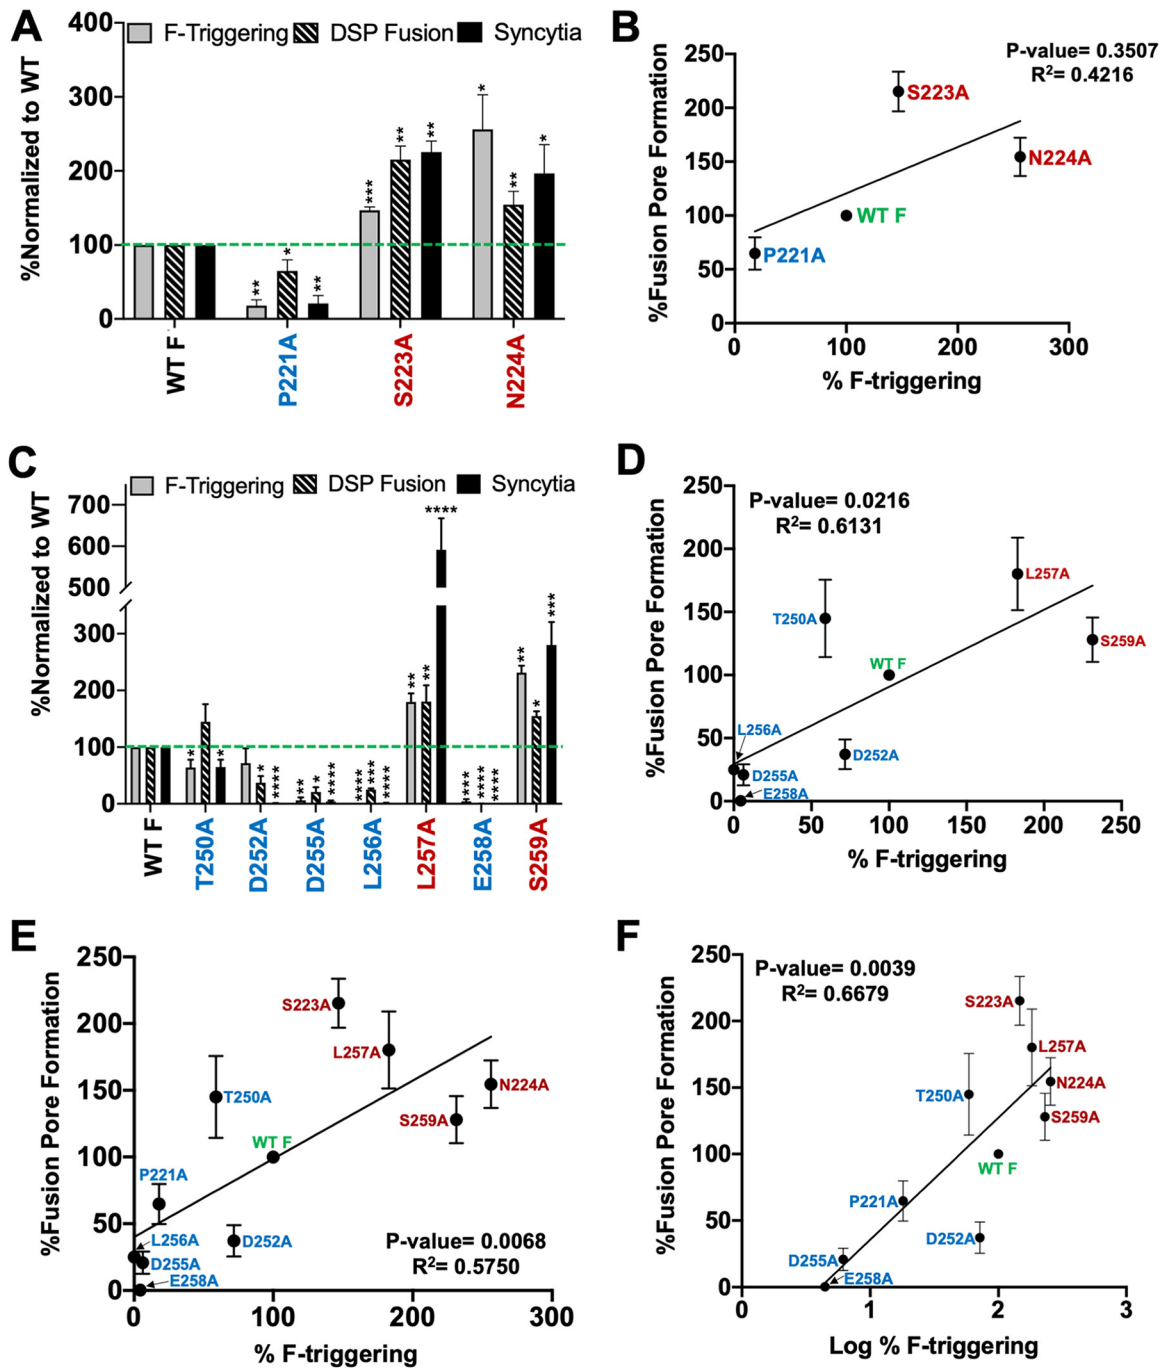 A
F-Triggering DSP Fusion Syncytia
%Normalized to WT
400
300
200
100
0
*** ** ** * ** * ** * **
WT F P221A S223A N224A
B
P-value= 0.3507
R²= 0.4216
%Fusion Pore Formation
250
200
150
100
50
0
S223A
N224A
WT F
P221A
0 100 200 300
% F-triggering
C
F-Triggering DSP Fusion Syncytia
%Normalized to WT
700
600
500
300
200
100
0
WT F T250A D252A D255A L256A L257A E258A S259A
D
P-value= 0.0216
R²= 0.6131
%Fusion Pore Formation
250
200
150
100
50
0
L257A
T250A
S259A
WT F
L256A
D252A
D255A
E258A
0 50 100 150 200 250
% F-triggering
E
%Fusion Pore Formation
250
200
150
100
50
0
S223A
L257A
T250A
N224A
S259A
WT F
P221A
L256A
D252A
D255A
E258A
P-value= 0.0068
R²= 0.5750
0 100 200 300
% F-triggering
F
P-value= 0.0039
R²= 0.6679
%Fusion Pore Formation
250
200
150
100
50
0
S223A
L257A
N224A
T250A
S259A
WT F
P221A
D252A
D255A
E258A
0 1 2 3
Log % F-triggering